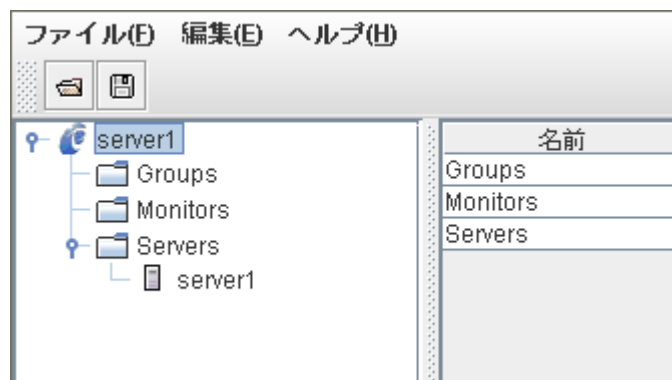 ファイル(F) 編集(E) ヘルプ(H)
server1
Groups
Monitors
Servers
server1
名前
Groups
Monitors
Servers